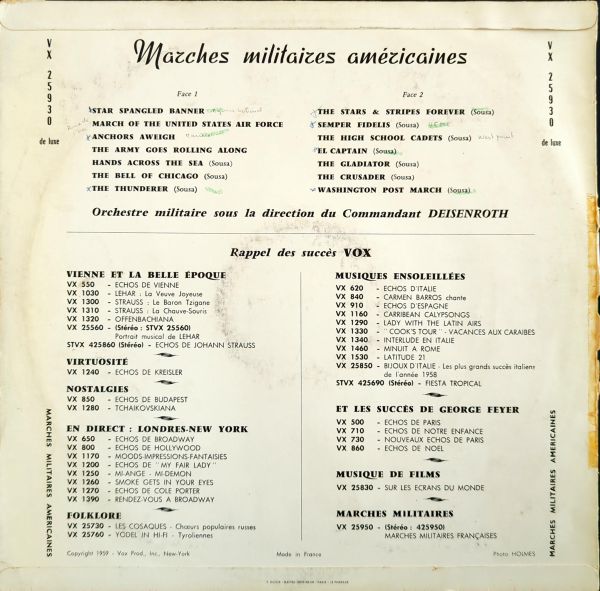 Marches militaires américaines
VX 25930
de luxe
VX 25930
de luxe
Face 1
STAR SPANGLED BANNER
MARCH OF THE UNITED STATES AIR FORCE
ANCHORS AWEIGH
THE ARMY GOES ROLLING ALONG
HANDS ACROSS THE SEA (Sousa)
THE BELL OF CHICAGO (Sousa)
THE THUNDERER (Sousa)
Face 2
THE STARS & STRIPES FOREVER (Sousa)
SEMPER FIDELIS (Sousa)
THE HIGH SCHOOL CADETS (Sousa)
EL CAPTAIN (Sousa)
THE GLADIATOR (Sousa)
THE CRUSADER (Sousa)
WASHINGTON POST MARCH (Sousa)
Orchestre militaire sous la direction du Commandant DEISENROTH
Rappel des succès VOX
VIENNE ET LA BELLE ÉPOQUE
VX 550 - ECHOS DE VIENNE
VX 1030 - LEHAR : La Veuve Joyeuse
VX 1300 - STRAUSS : Le Baron Tzigane
VX 1310 - STRAUSS : La Chauve-Souris
VX 1320 - OFFENBACHIANA
VX 25560 - (Stéréo : STVX 25560)
Portrait musical de LEHAR
STVX 425860 (Stéréo) - ECHOS DE JOHANN STRAUSS
VIRTUOSITÉ
VX 1240 - ECHOS DE KREISLER
NOSTALGIES
VX 850 - ECHOS DE BUDAPEST
VX 1280 - TCHAIKOVSKIANA
EN DIRECT : LONDRES-NEW YORK
VX 650 - ECHOS DE BROADWAY
VX 800 - ECHOS DE HOLLYWOOD
VX 1170 - MOODS-IMPRESSIONS-FANTAISIES
VX 1200 - ECHOS DE " MY FAIR LADY "
VX 1250 - MI-ANGE - MI-DEMON
VX 1260 - SMOKE GETS IN YOUR EYES
VX 1270 - ECHOS DE COLE PORTER
VX 1390 - RENDEZ-VOUS A BROADWAY
FOLKLORE
VX 25730 - LES COSAQUES - Chœurs populaires russes
VX 25760 - YODEL IN HI-FI - Tyroliennes
MUSIQUES ENSOLEILLÉES
VX 620 - ECHOS D'ITALIE
VX 840 - CARMEN BARROS chante
VX 910 - ECHOS D'ESPAGNE
VX 1160 - CARRIBEAN CALYPSONGS
VX 1290 - LADY WITH THE LATIN AIRS
VX 1330 - " COOK'S TOUR " - VACANCES AUX CARAIBES
VX 1340 - INTERLUDE EN ITALIE
VX 1460 - MINUIT A ROME
VX 1530 - LATITUDE 21
VX 25850 - BIJOUX D'ITALIE - Les plus grands succès italiens
de l'année 1958
STVX 425690 (Stéréo) - FIESTA TROPICAL
ET LES SUCCÈS DE GEORGE FEYER
VX 500 - ECHOS DE PARIS
VX 710 - ECHOS DE NOTRE ENFANCE
VX 730 - NOUVEAUX ECHOS DE PARIS
VX 860 - ECHOS DE NOEL
MUSIQUE DE FILMS
VX 25830 - SUR LES ECRANS DU MONDE
MARCHES MILITAIRES
VX 25950 - (Stéréo : 425950)
MARCHES MILITAIRES FRANÇAISES
MARCHES MILITAIRES AMERICAINES
MARCHES MILITAIRES AMERICAINES
Copyright 1959 - Vox Prod., Inc., New-York
Made in France
Photo HOLMES